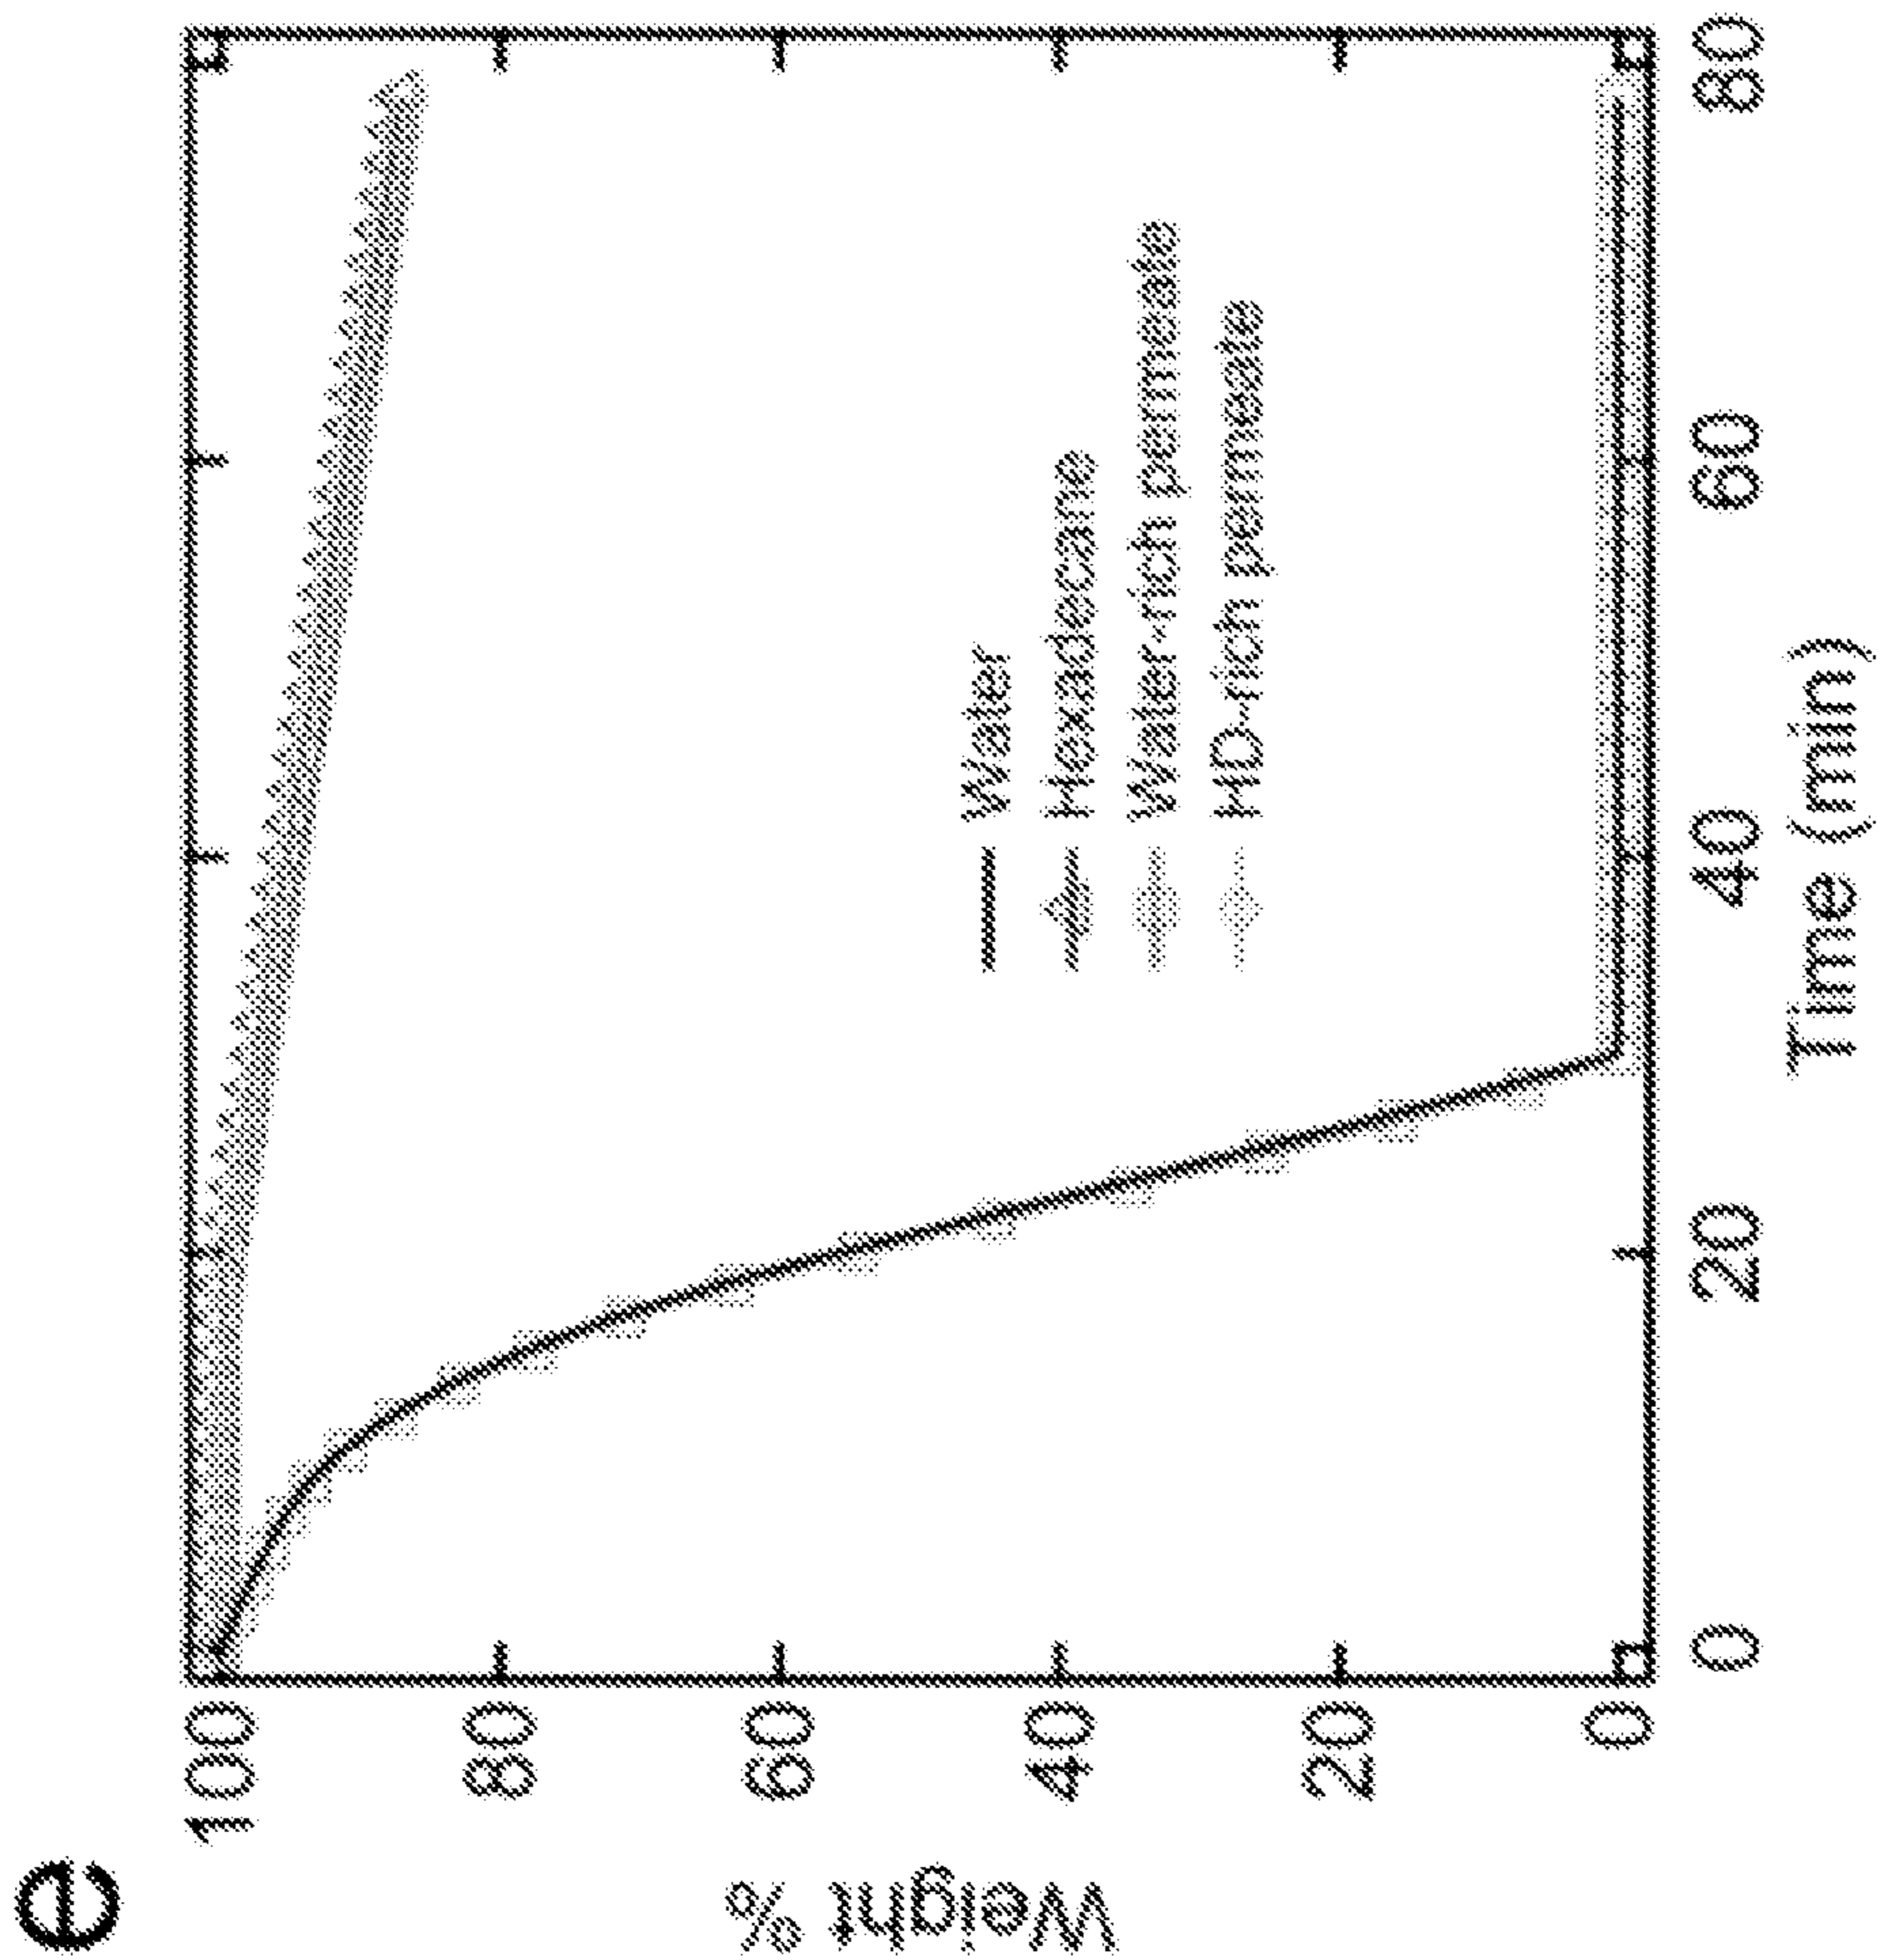 e
Weight %
100
80
60
40
20
0
0
20
40
60
80
Time (min)
Water
Hexadecane
Water-rich permeate
HD-rich permeate